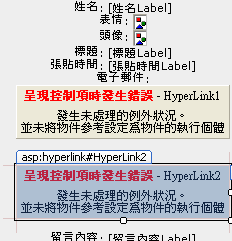 姓名: [姓名Label]
表情:
頭像:
標題: [標題Label]
張貼時間: [張貼時間Label]
電子郵件:
呈現控制項時發生錯誤 - HyperLink1
發生未處理的例外狀況。
並未將物件參考設定為物件的執行個體
asp:hyperlink#HyperLink2
呈現控制項時發生錯誤 - HyperLink2
發生未處理的例外狀況。
並未將物件參考設定為物件的執行個體
留言內容: [留言內容Label]